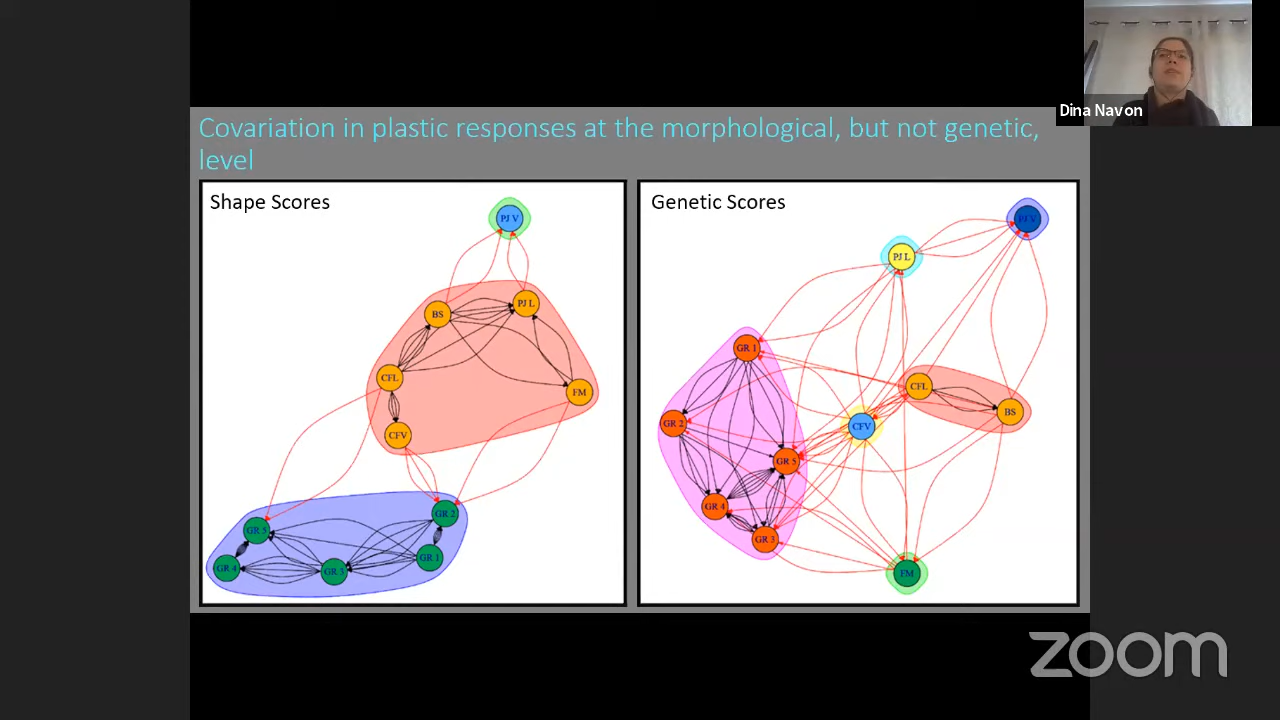 Dina Navon
Covariation in plastic responses at the morphological, but not genetic,
level
Shape Scores
PJ V
BS
PJ L
CFL
FM
CFV
GR 2
GR 5
GR 1
GR 4
GR 3
Genetic Scores
PJ V
PJ L
GR 1
CFL
BS
GR 2
CFV
GR 5
GR 4
GR 3
FM
zoom